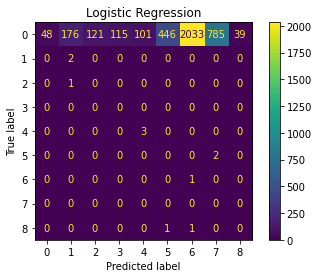 Logistic Regression
0 48 176 121 115 101 446 2033 785 39
1 0 2 0 0 0 0 0 0 0
2 0 1 0 0 0 0 0 0 0
3 0 0 0 0 0 0 0 0 0
4 0 0 0 0 3 0 0 0 0
5 0 0 0 0 0 0 0 2 0
6 0 0 0 0 0 0 1 0 0
7 0 0 0 0 0 0 0 0 0
8 0 0 0 0 0 1 1 0 0
0 1 2 3 4 5 6 7 8
Predicted label
True label
2000
1750
1500
1250
1000
750
500
250
0